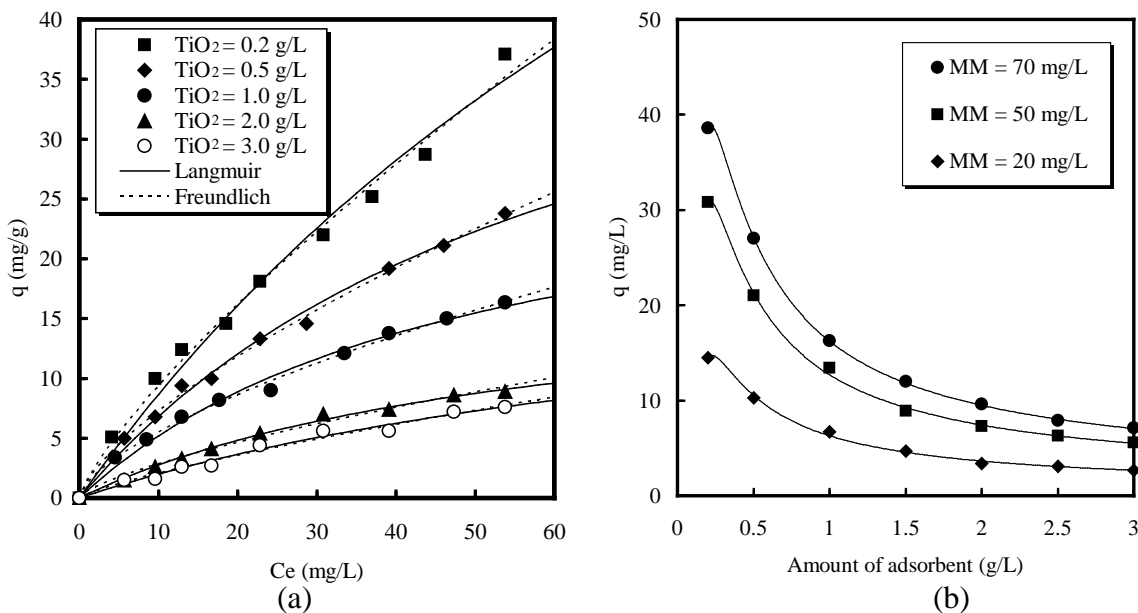 40
35
30
25
20
15
10
5
0
q (mg/g)
TiO2 = 0.2 g/L
TiO2 = 0.5 g/L
TiO2 = 1.0 g/L
TiO2 = 2.0 g/L
TiO2 = 3.0 g/L
Langmuir
Freundlich
0 10 20 30 40 50 60
Ce (mg/L)
(a)
50
40
30
20
10
0
q (mg/L)
MM = 70 mg/L
MM = 50 mg/L
MM = 20 mg/L
0 0.5 1 1.5 2 2.5 3
Amount of adsorbent (g/L)
(b)